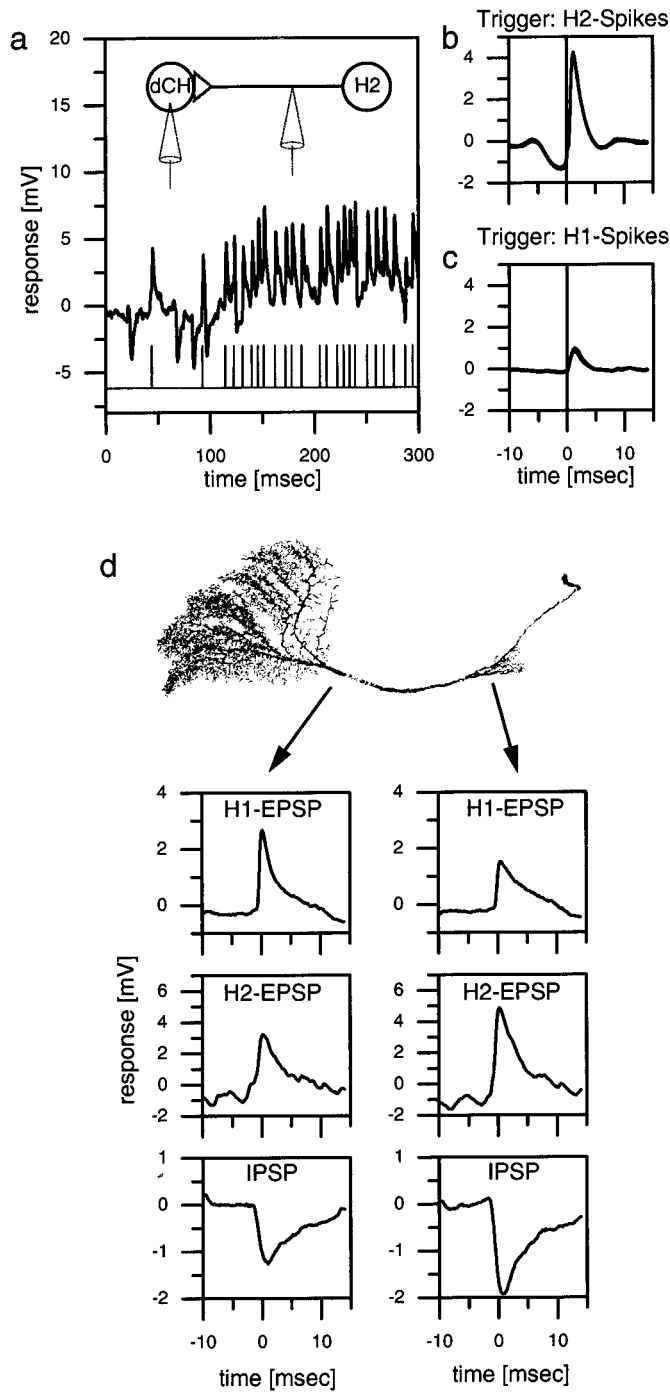 a
20
15
10
5
0
-5
response [mV]
dCH
H2
0
100
200
300
time [msec]
b
Trigger: H2-Spikes
4
2
0
-2
c
Trigger: H1-Spikes
4
2
0
-2
-10
0
10
time [msec]
d
response [mV]
H1-EPSP
4
2
0
H1-EPSP
4
2
0
H2-EPSP
6
4
2
0
-2
H2-EPSP
6
4
2
0
-2
IPSP
1
0
-1
-2
-10
0
10
time [msec]
IPSP
1
0
-1
-2
-10
0
10
time [msec]